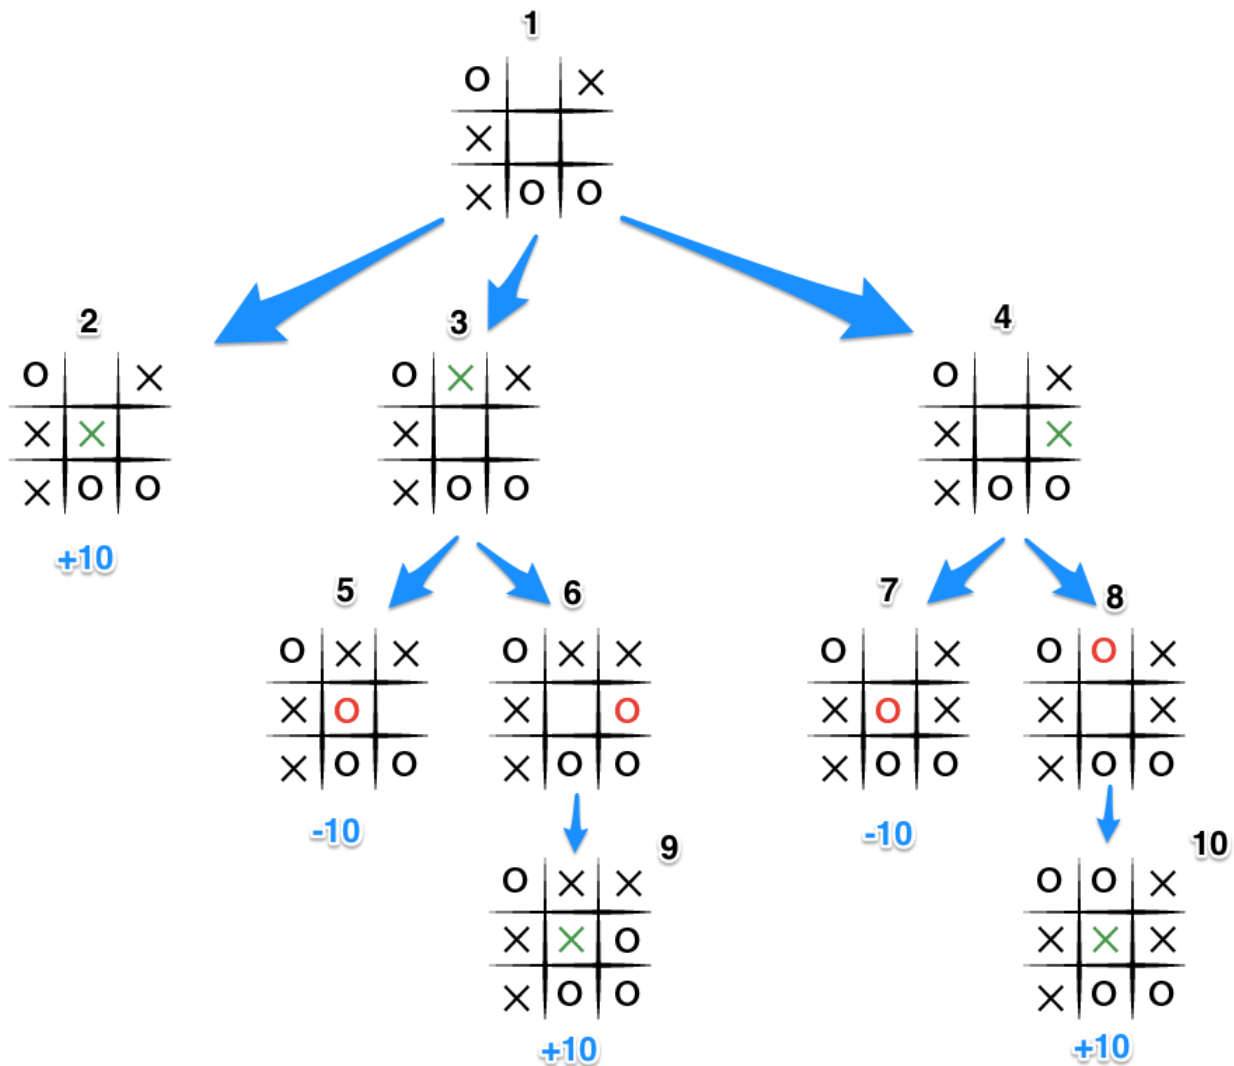 1
O X
X
X O O
2 3 4
O X
X X
X O O
+10
O X X
X
X O O
O X
X X
X O O
5 6 7 8
O X X
X O
X O O
-10
O X X
X O
X O O
O X
X O X
X O O
-10
O O X
X X
X O O
9 10
O X X
X X O
X O O
+10
O O X
X X X
X O O
+10